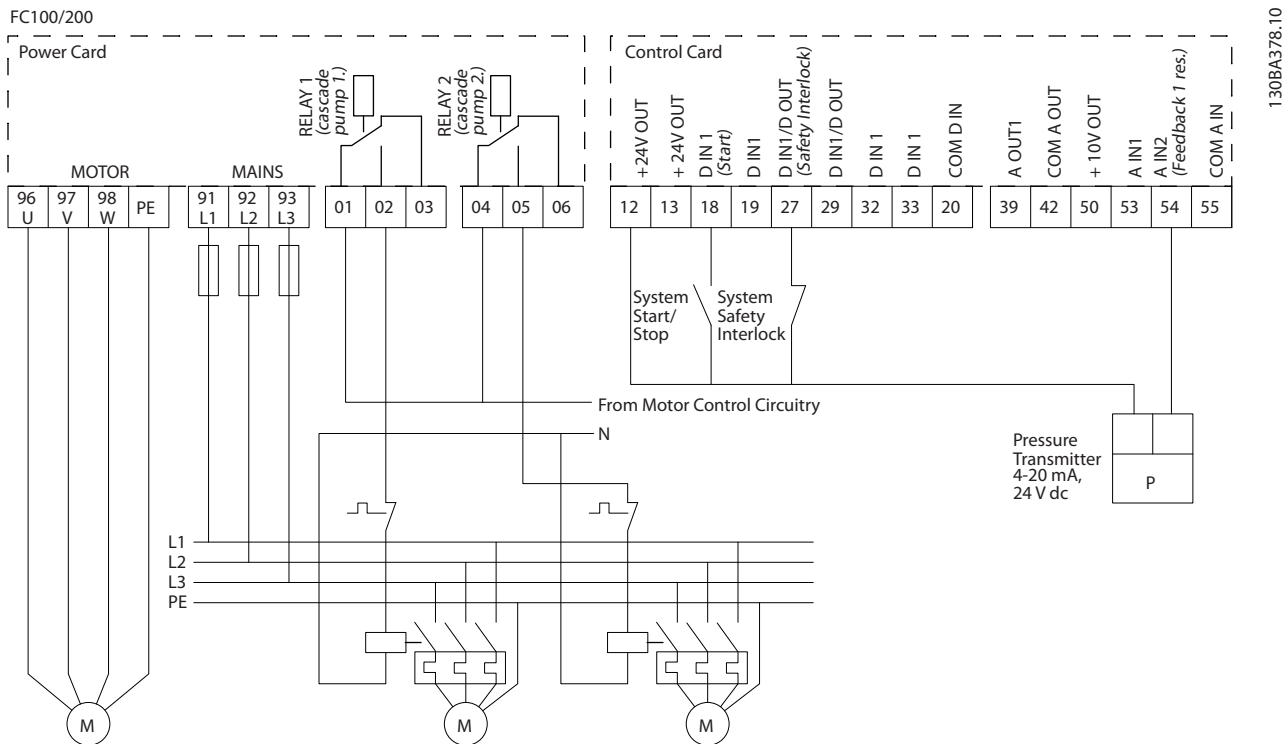 FC100/200
130BA378.10
Power Card
Control Card
RELAY 1
(cascade
pump 1.)
RELAY 2
(cascade
pump 2.)
+24V OUT
+ 24V OUT
D IN 1
(Start)
D IN1
D IN1/D OUT
(Safety Interlock)
D IN1/D OUT
D IN 1
D IN 1
COM D IN
A OUT1
COM A OUT
+ 10V OUT
A IN1
A IN2
(Feedback 1 res.)
COM A IN
MOTOR
MAINS
96 97 98 PE 91 92 93 01 02 03 04 05 06 12 13 18 19 27 29 32 33 20 39 42 50 53 54 55
U V W L1 L2 L3
System
Start/
Stop
System
Safety
Interlock
From Motor Control Circuitry
N
Pressure
Transmitter
4-20 mA,
24 V dc
P
L1
L2
L3
PE
M M M